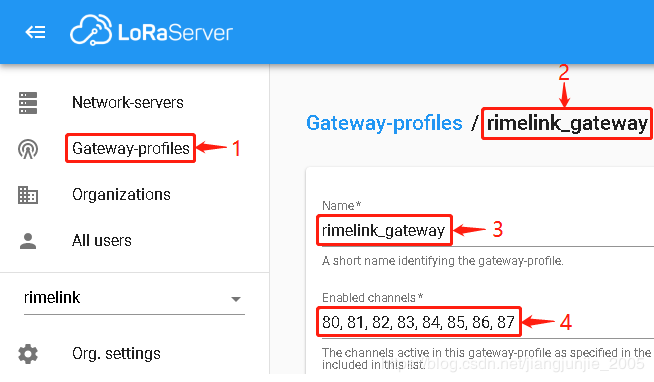 LoRaServer
Network-servers
Gateway-profiles
1
Organizations
All users
rimelink
Org. settings
2
Gateway-profiles / rimelink_gateway
Name *
rimelink_gateway
3
A short name identifying the gateway-profile.
Enabled channels *
80, 81, 82, 83, 84, 85, 86, 87
4
The channels active in this gateway-profile as specified in the
included in this list.
blog.csdn.net/jiangjunjie_2005